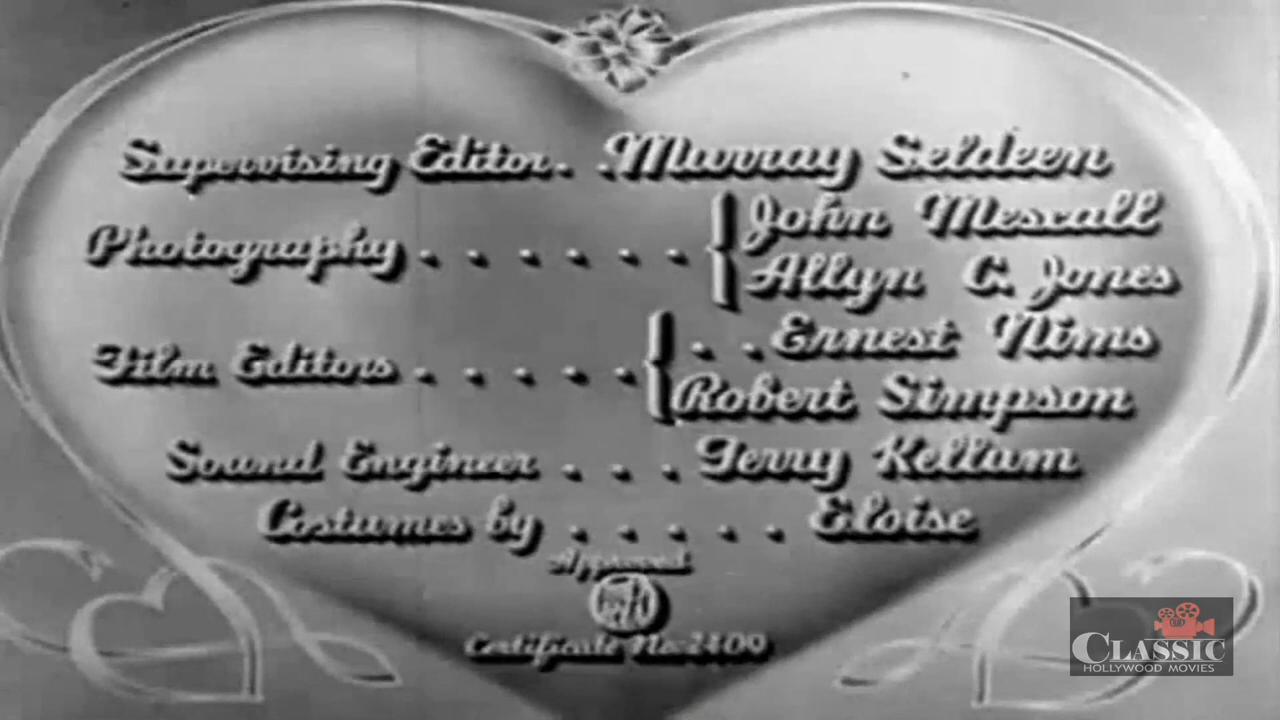 Supervising Editor. .Murray Seldeen
Photography . . . . . . { John Mescall
Allyn C. Jones
Film Editors . . . . . { . . Ernest Nims
Robert Simpson
Sound Engineer . . . Terry Kellum
Costumes by . . . . . Eloise
Approved
Certificate No. 2409
CLASSIC
HOLLYWOOD MOVIES